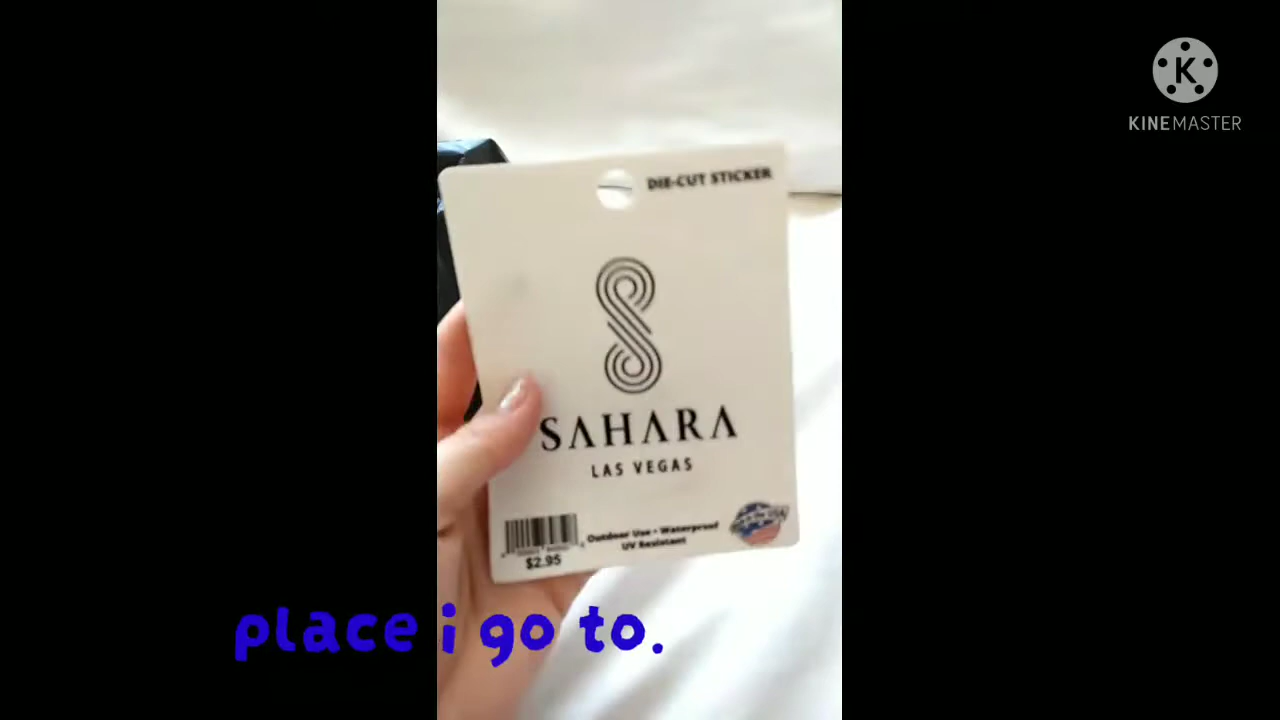 K
KINEMASTER
DIE-CUT STICKER
SAHARA
LAS VEGAS
Outdoor Use • Waterproof
UV Resistant
$2.95
place i go to.